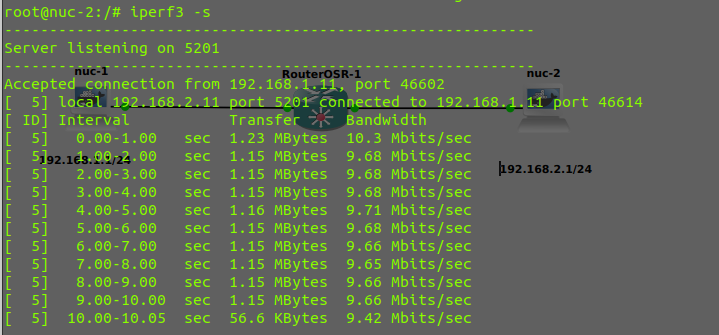 root@nuc-2:/# iperf3 -s
-----------------------------------------------------------
Server listening on 5201
-----------------------------------------------------------
nuc-1 RouterOSR-1 nuc-2
Accepted connection from 192.168.1.11, port 46602
[  5] local 192.168.2.11 port 5201 connected to 192.168.1.11 port 46614
[ ID] Interval           Transfer     Bandwidth
[  5]   0.00-1.00   sec  1.23 MBytes  10.3 Mbits/sec
[  5]   1.00-2.00   sec  1.15 MBytes  9.68 Mbits/sec
[  5]   2.00-3.00   sec  1.15 MBytes  9.68 Mbits/sec
192.168.2.1/24
[  5]   3.00-4.00   sec  1.15 MBytes  9.68 Mbits/sec
[  5]   4.00-5.00   sec  1.16 MBytes  9.71 Mbits/sec
[  5]   5.00-6.00   sec  1.15 MBytes  9.68 Mbits/sec
[  5]   6.00-7.00   sec  1.15 MBytes  9.66 Mbits/sec
[  5]   7.00-8.00   sec  1.15 MBytes  9.65 Mbits/sec
[  5]   8.00-9.00   sec  1.15 MBytes  9.66 Mbits/sec
[  5]   9.00-10.00  sec  1.15 MBytes  9.66 Mbits/sec
[  5]  10.00-10.05  sec  56.6 KBytes  9.42 Mbits/sec